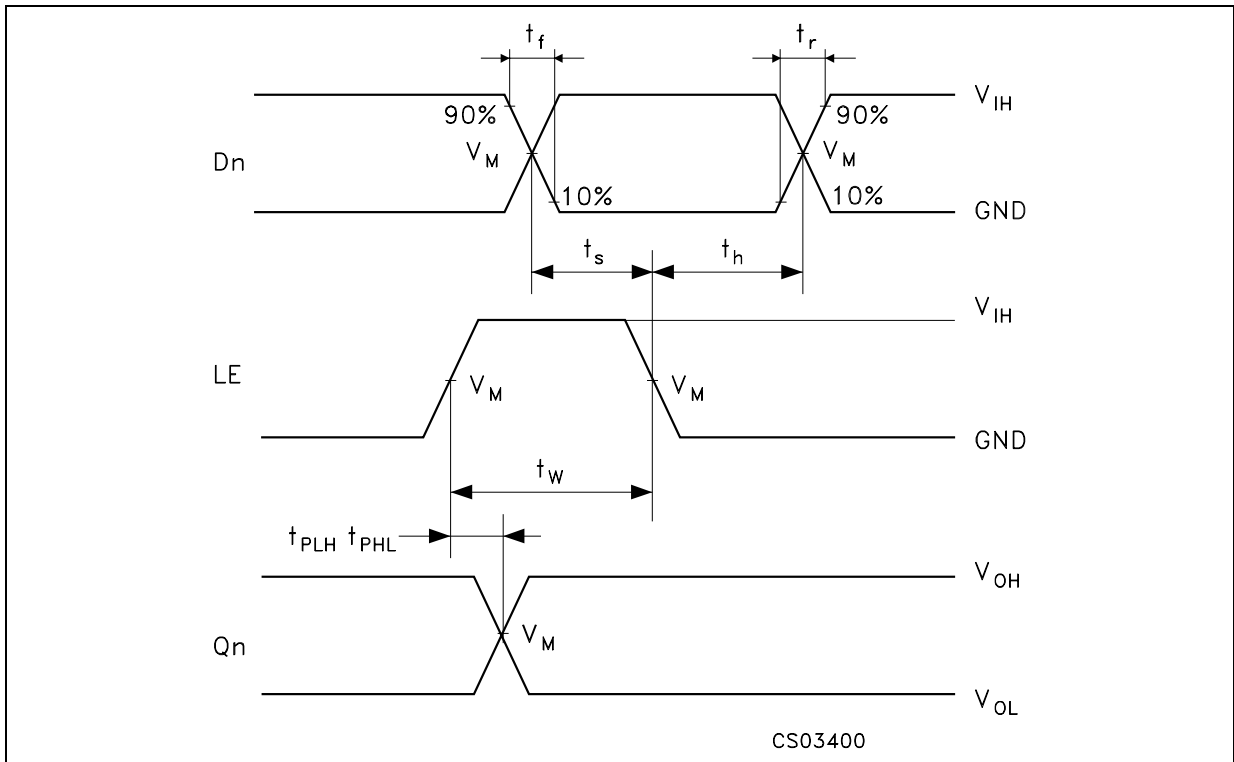 t_f t_r
V_IH
90% 90%
Dn V_M V_M
10% 10%
GND
t_s t_h
V_IH
LE V_M V_M
GND
t_W
t_PLH t_PHL
V_OH
Qn V_M
V_OL
CS03400